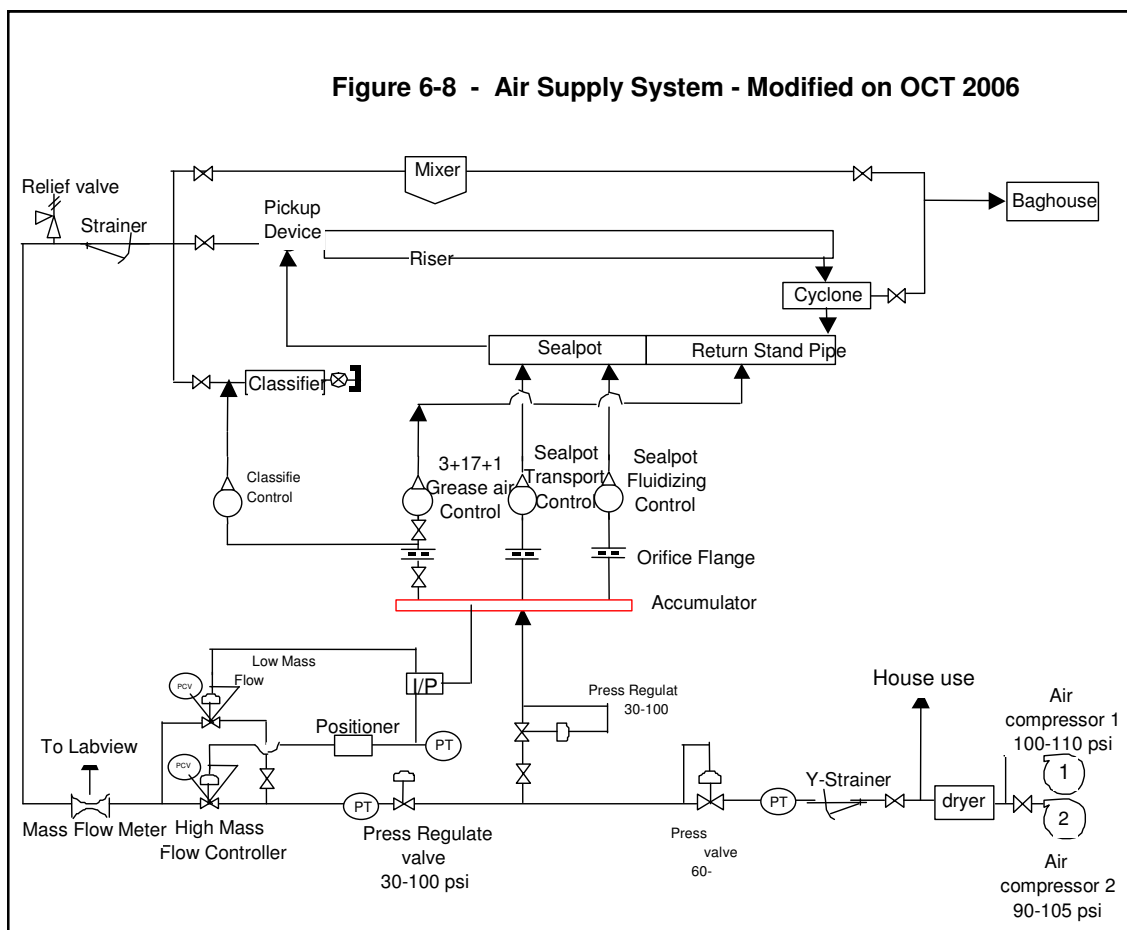 Figure 6-8 - Air Supply System - Modified on OCT 2006
Mixer
Relief valve
Strainer
Pickup
Device
Baghouse
Riser
Cyclone
Sealpot
Return Stand Pipe
Classifier
3+17+1
Grease air
Control
Sealpot
Transport
Control
Sealpot
Fluidizing
Control
Classifie
Control
Orifice Flange
Accumulator
Low Mass
Flow
PCV
I/P
Press Regulat
30-100
House use
Air
compressor 1
100-110 psi
1
Positioner
PT
To Labview
PCV
Y-Strainer
PT
PT
dryer
2
Mass Flow Meter
High Mass
Flow Controller
Press Regulate
valve
30-100 psi
Press
valve
60-
Air
compressor 2
90-105 psi